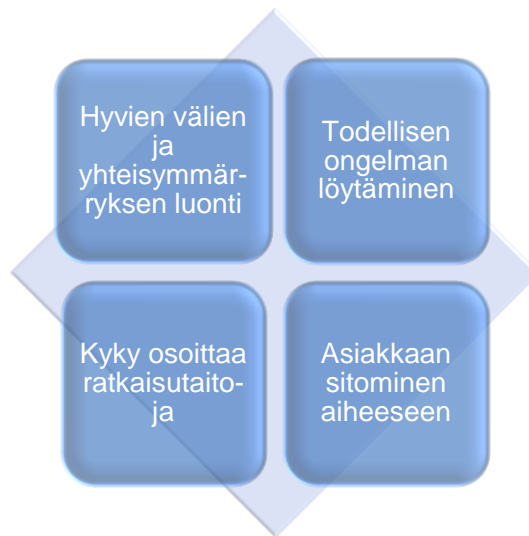 Hyvien välien
ja
yhteisymmär-
ryksen luonti
Todellisen
ongelman
löytäminen
Kyky osoittaa
ratkaisutaito-
ja
Asiakkaan
sitominen
aiheeseen